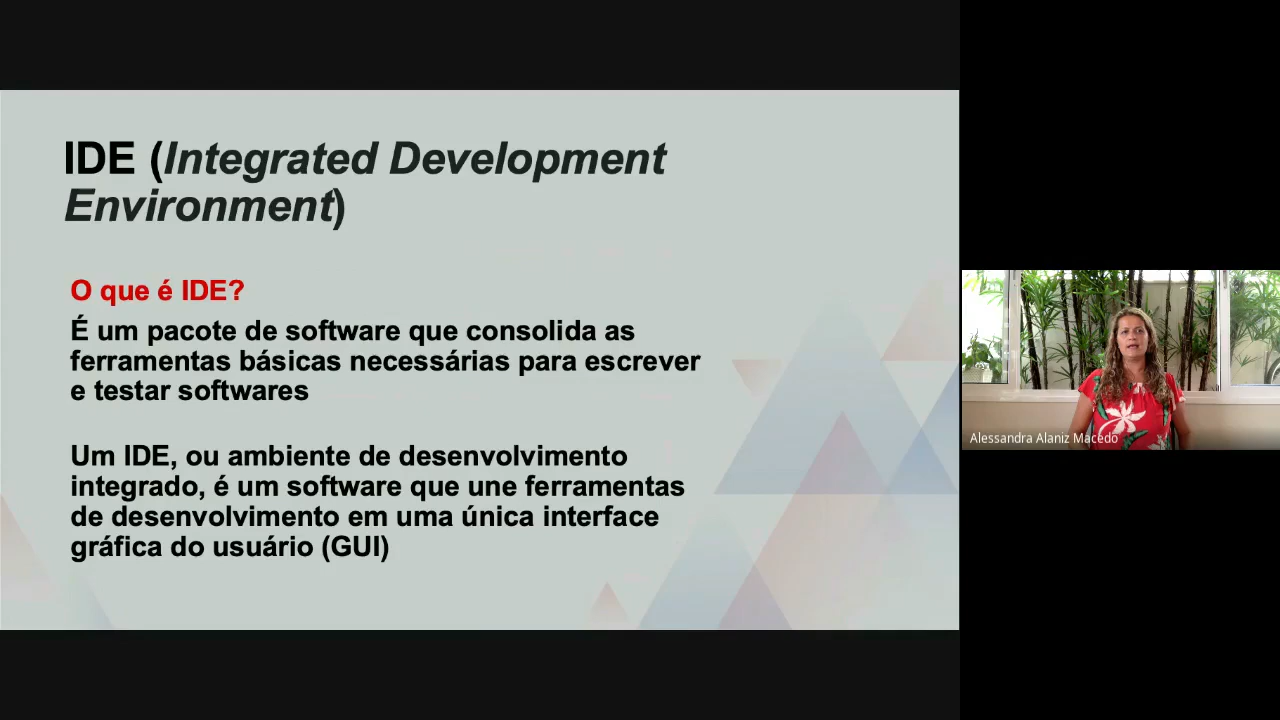 IDE (Integrated Development
Environment)
O que é IDE?
É um pacote de software que consolida as
ferramentas básicas necessárias para escrever
e testar softwares
Um IDE, ou ambiente de desenvolvimento
integrado, é um software que une ferramentas
de desenvolvimento em uma única interface
gráfica do usuário (GUI)
Alessandra Alaniz Macedo